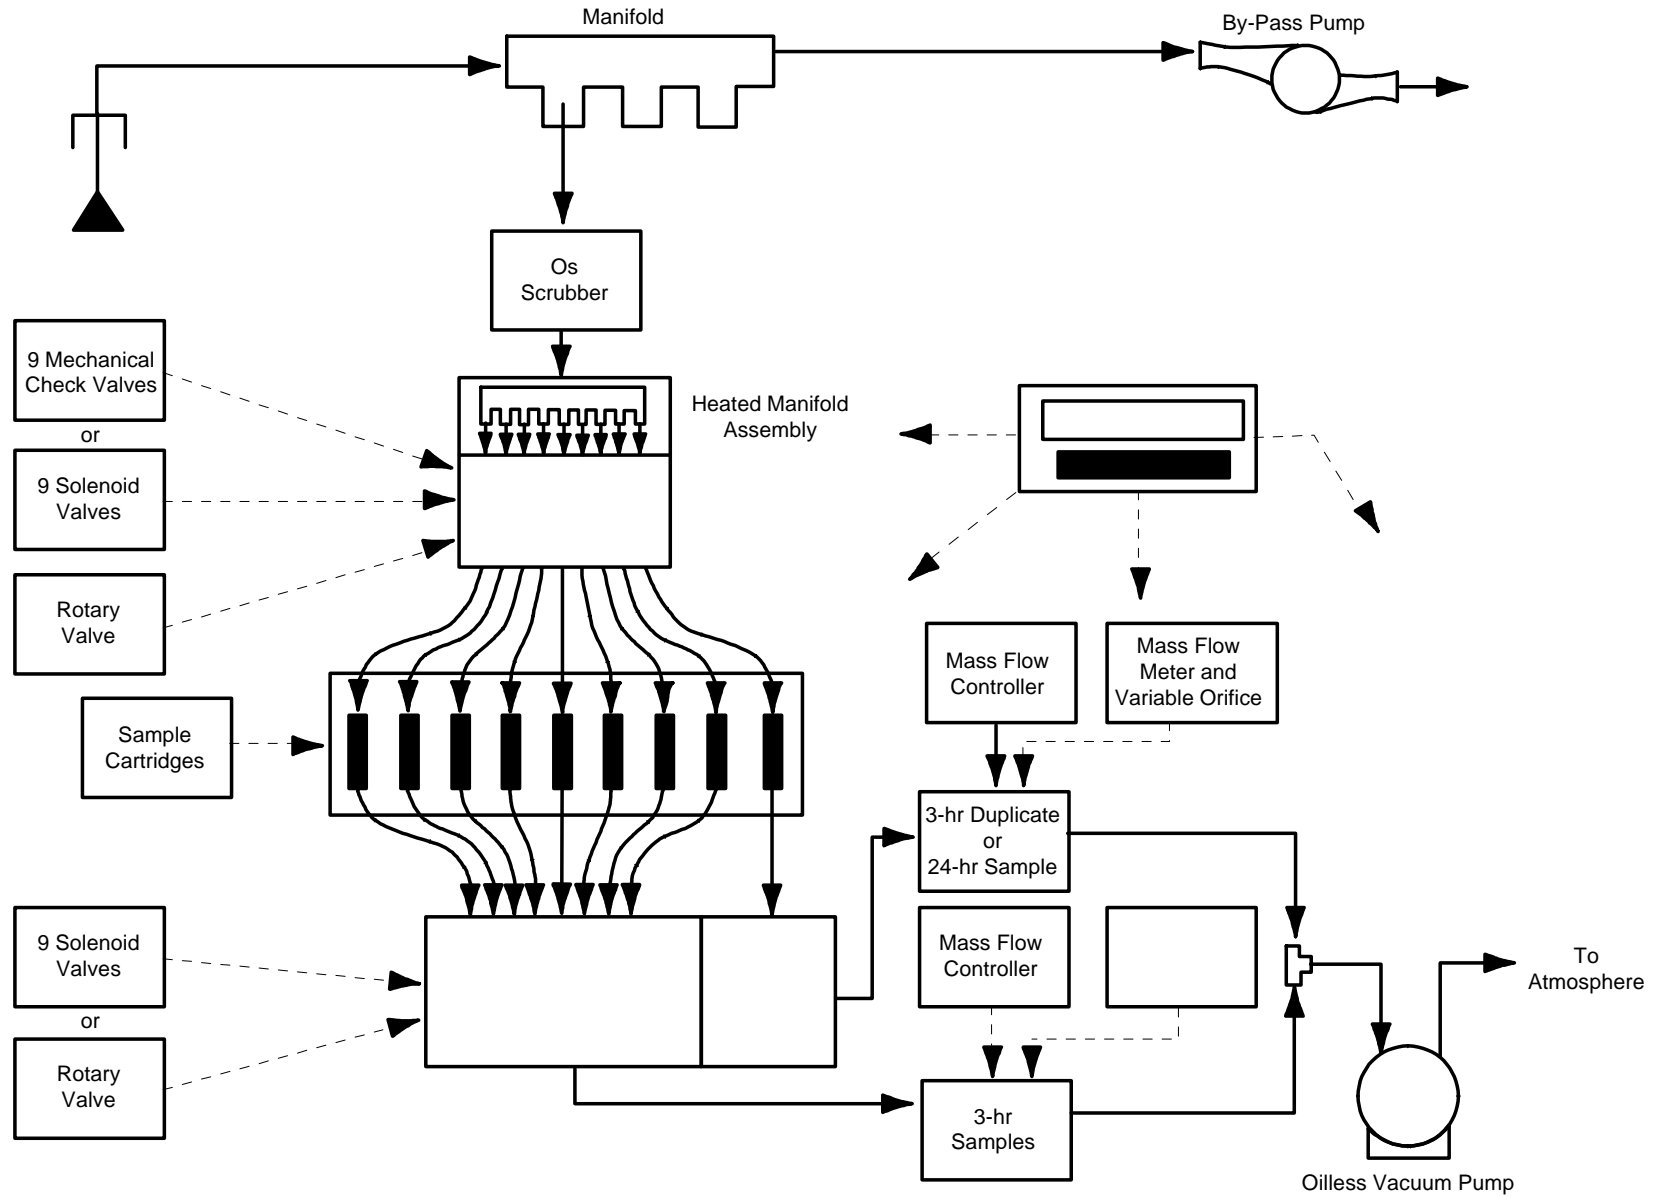 Manifold
By-Pass Pump
Os
Scrubber
9 Mechanical
Check Valves
or
9 Solenoid
Valves
Rotary
Valve
Heated Manifold
Assembly
Sample
Cartridges
Mass Flow
Controller
Mass Flow
Meter and
Variable Orifice
3-hr Duplicate
or
24-hr Sample
9 Solenoid
Valves
or
Rotary
Valve
Mass Flow
Controller
3-hr
Samples
To
Atmosphere
Oilless Vacuum Pump